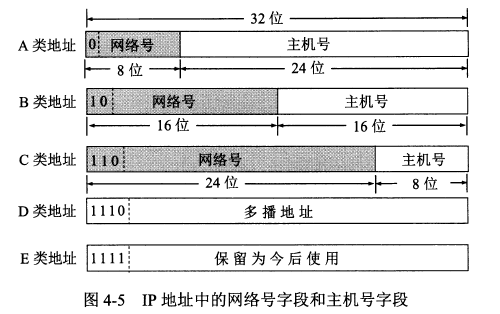 32 位
A 类地址 0 网络号 主机号
8 位 24 位
B 类地址 10 网络号 主机号
16 位 16 位
C 类地址 110 网络号 主机号
24 位 8 位
D 类地址 1110 多播地址
E 类地址 1111 保留为今后使用
图 4-5 IP 地址中的网络号字段和主机号字段